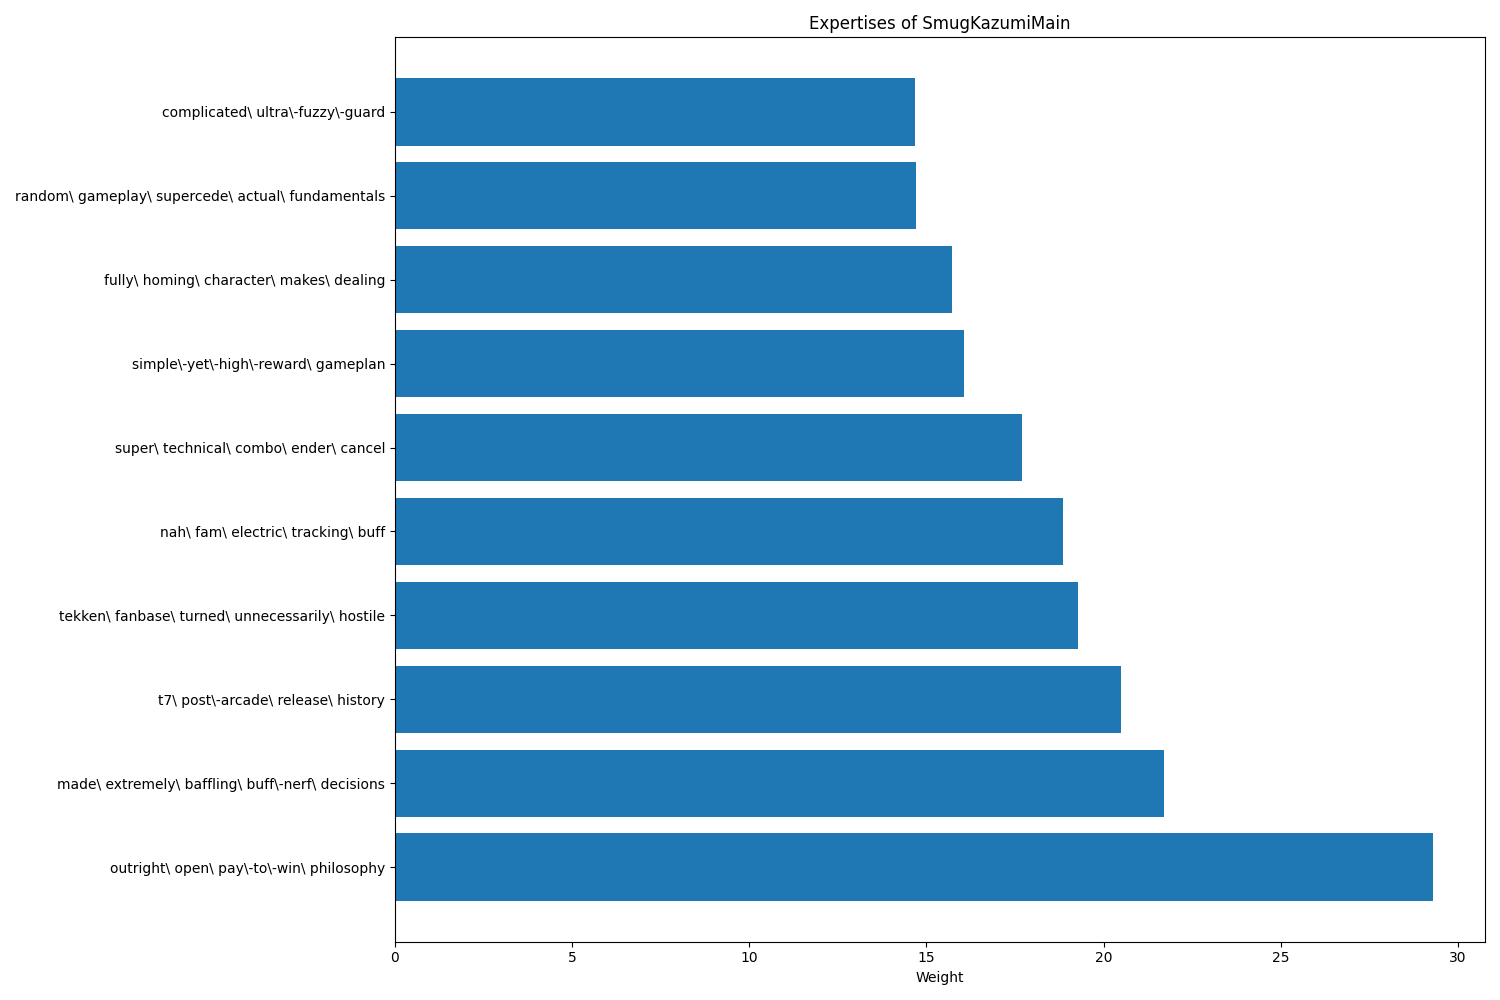 Expertises of SmugKazumiMain
complicated\ ultra\-fuzzy\-guard
random\ gameplay\ supercede\ actual\ fundamentals
fully\ homing\ character\ makes\ dealing
simple\-yet\-high\-reward\ gameplan
super\ technical\ combo\ ender\ cancel
nah\ fam\ electric\ tracking\ buff
tekken\ fanbase\ turned\ unnecessarily\ hostile
t7\ post\-arcade\ release\ history
made\ extremely\ baffling\ buff\-nerf\ decisions
outright\ open\ pay\-to\-win\ philosophy
0 5 10 15 20 25 30
Weight